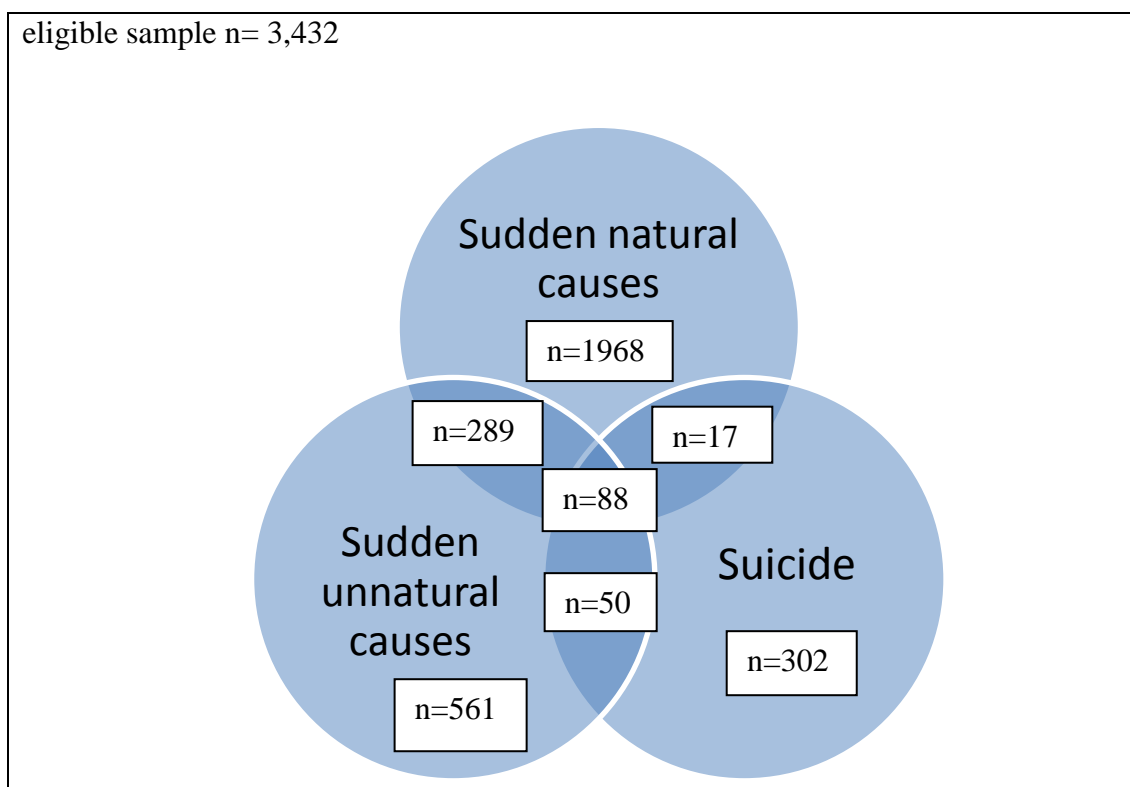 eligible sample n= 3,432
Sudden natural
causes
n=1968
n=289
n=17
n=88
Sudden
unnatural
causes
n=50
Suicide
n=302
n=561